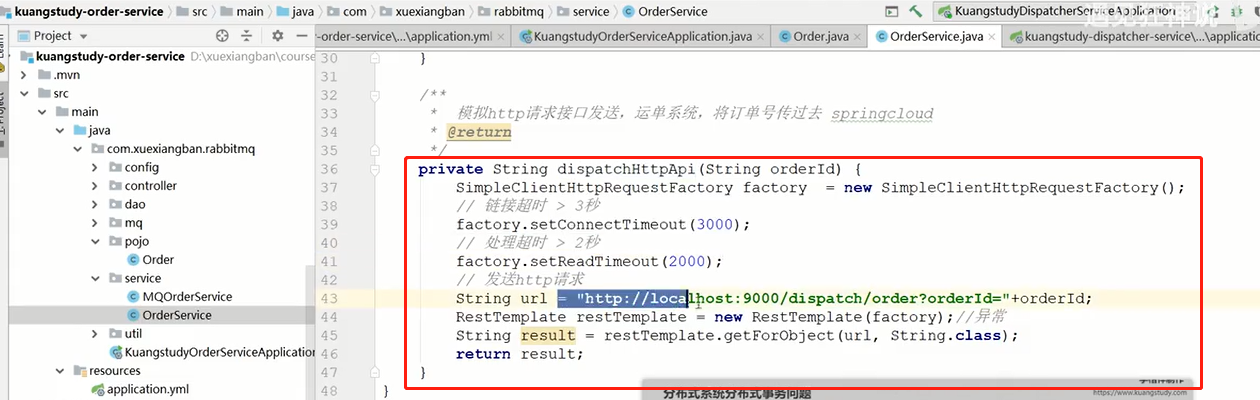 kuangstudy-order-service src main java com xuexiangban rabbitmq service OrderService KuangstudyDispatcherServiceApplication
Project
-order-service\...\application.yml KuangstudyOrderServiceApplication.java Order.java OrderService.java kuangstudy-dispatcher-service\...\applicatio
kuangstudy-order-service D:\xuexiangban\course
.mvn
src
main
java
com.xuexiangban.rabbitmq
config
controller
dao
mq
pojo
Order
service
MQOrderService
OrderService
util
KuangstudyOrderServiceApplication
resources
application.yml
30 }
31
32 /**
33 * 模拟http请求接口发送，运单系统，将订单号传过去 springcloud
34 * @return
35 */
36 private String dispatchHttpApi(String orderId) {
37 SimpleClientHttpRequestFactory factory = new SimpleClientHttpRequestFactory();
38 // 链接超时 > 3秒
39 factory.setConnectTimeout(3000);
40 // 处理超时 > 2秒
41 factory.setReadTimeout(2000);
42 // 发送http请求
43 String url = "http://localhost:9000/dispatch/order?orderId="+orderId;
44 RestTemplate restTemplate = new RestTemplate(factory);//异常
45 String result = restTemplate.getForObject(url, String.class);
46 return result;
47 }
48 }
分布式系统分布式事务问题
https://www.kuangstudy.com